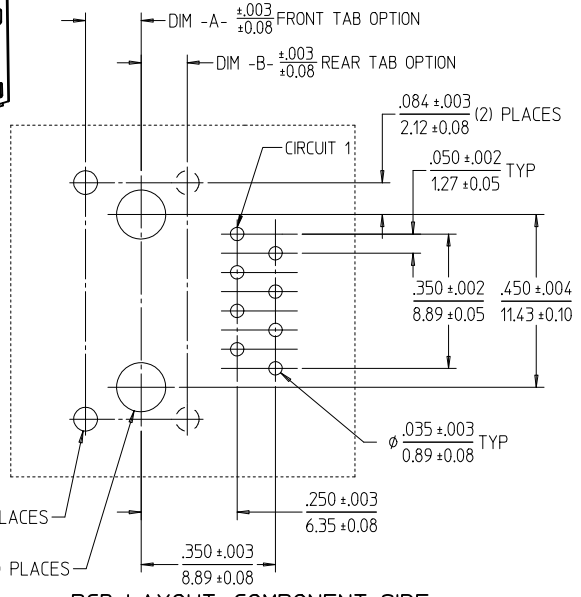 DIM -A- ±.003 FRONT TAB OPTION
±0.08
DIM -B- ±.003 REAR TAB OPTION
±0.08
.084 ±.003 (2) PLACES
2.12 ±0.08
CIRCUIT 1
.050 ±.002 TYP
1.27 ±0.05
.350 ±.002
8.89 ±0.05
.450 ±.004
11.43 ±0.10
⌀ .035 ±.003 TYP
0.89 ±0.08
.250 ±.003
6.35 ±0.08
PLACES
.350 ±.003
8.89 ±0.08